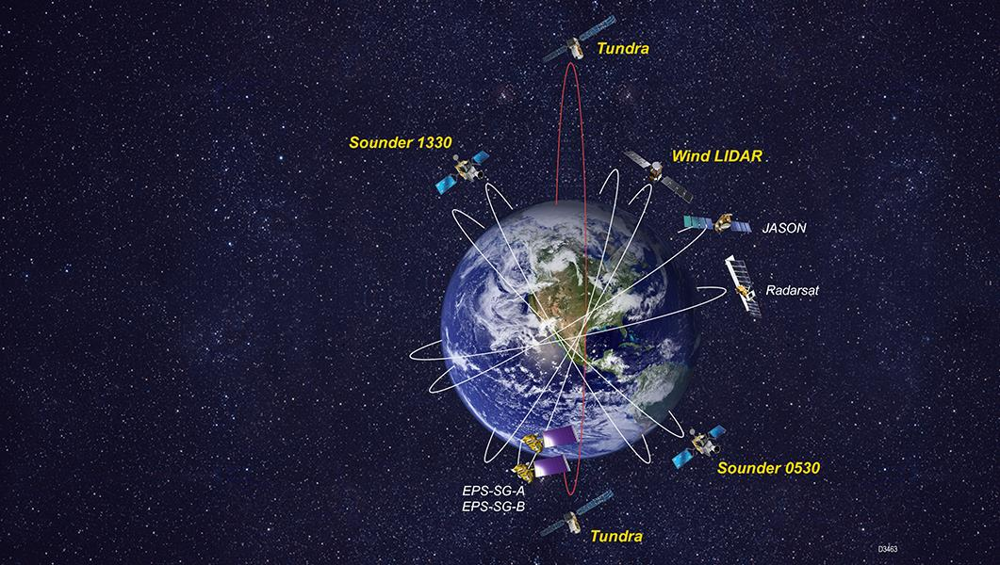 Tundra
Sounder 1330
Wind LIDAR
JASON
Radarsat
Sounder 0530
EPS-SG-A
EPS-SG-B
Tundra
D3463